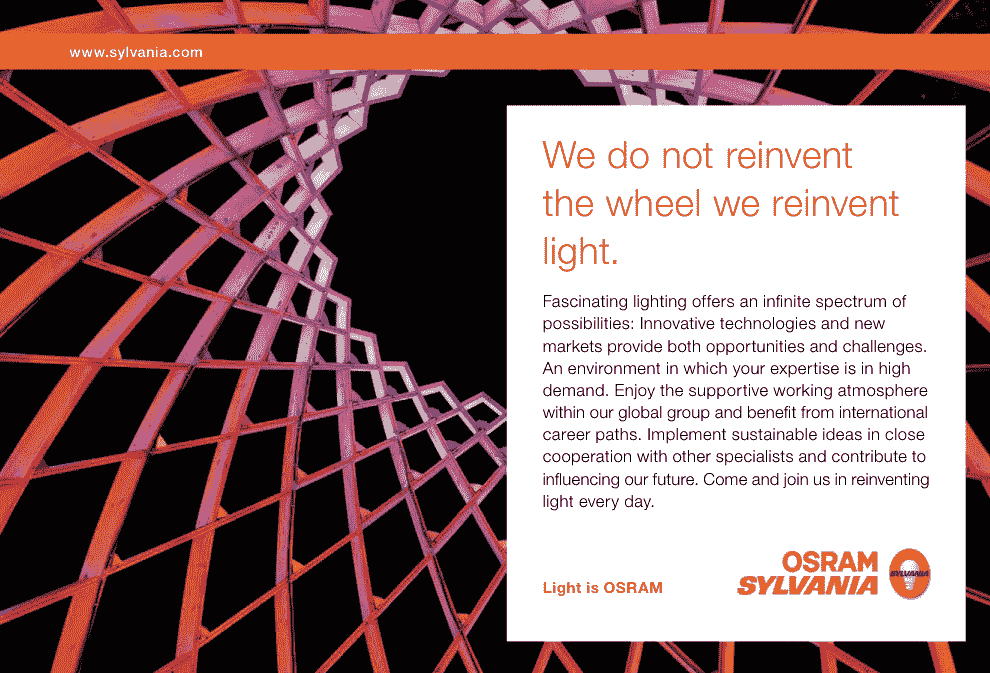 www.sylvania.com
We do not reinvent
the wheel we reinvent
light.
Fascinating lighting offers an infinite spectrum of
possibilities: Innovative technologies and new
markets provide both opportunities and challenges.
An environment in which your expertise is in high
demand. Enjoy the supportive working atmosphere
within our global group and benefit from international
career paths. Implement sustainable ideas in close
cooperation with other specialists and contribute to
influencing our future. Come and join us in reinventing
light every day.
Light is OSRAM
OSRAM
SYLVANIA
SYLVANIA